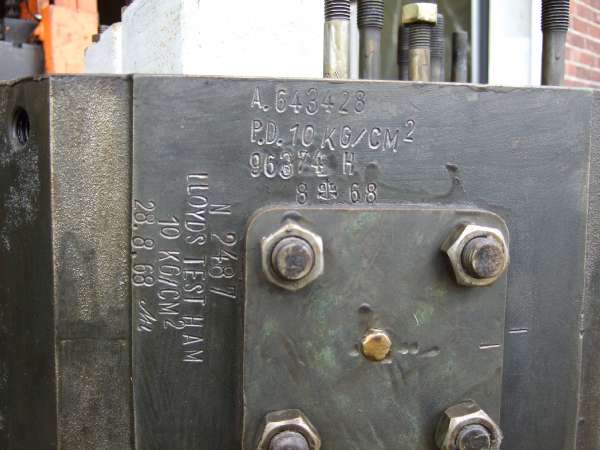 A. 643428
P.D. 10 KG/CM2
96374 H
8 68
N 2487
LLOYDS TEST HAM
10 KG/CM2
28.8.68